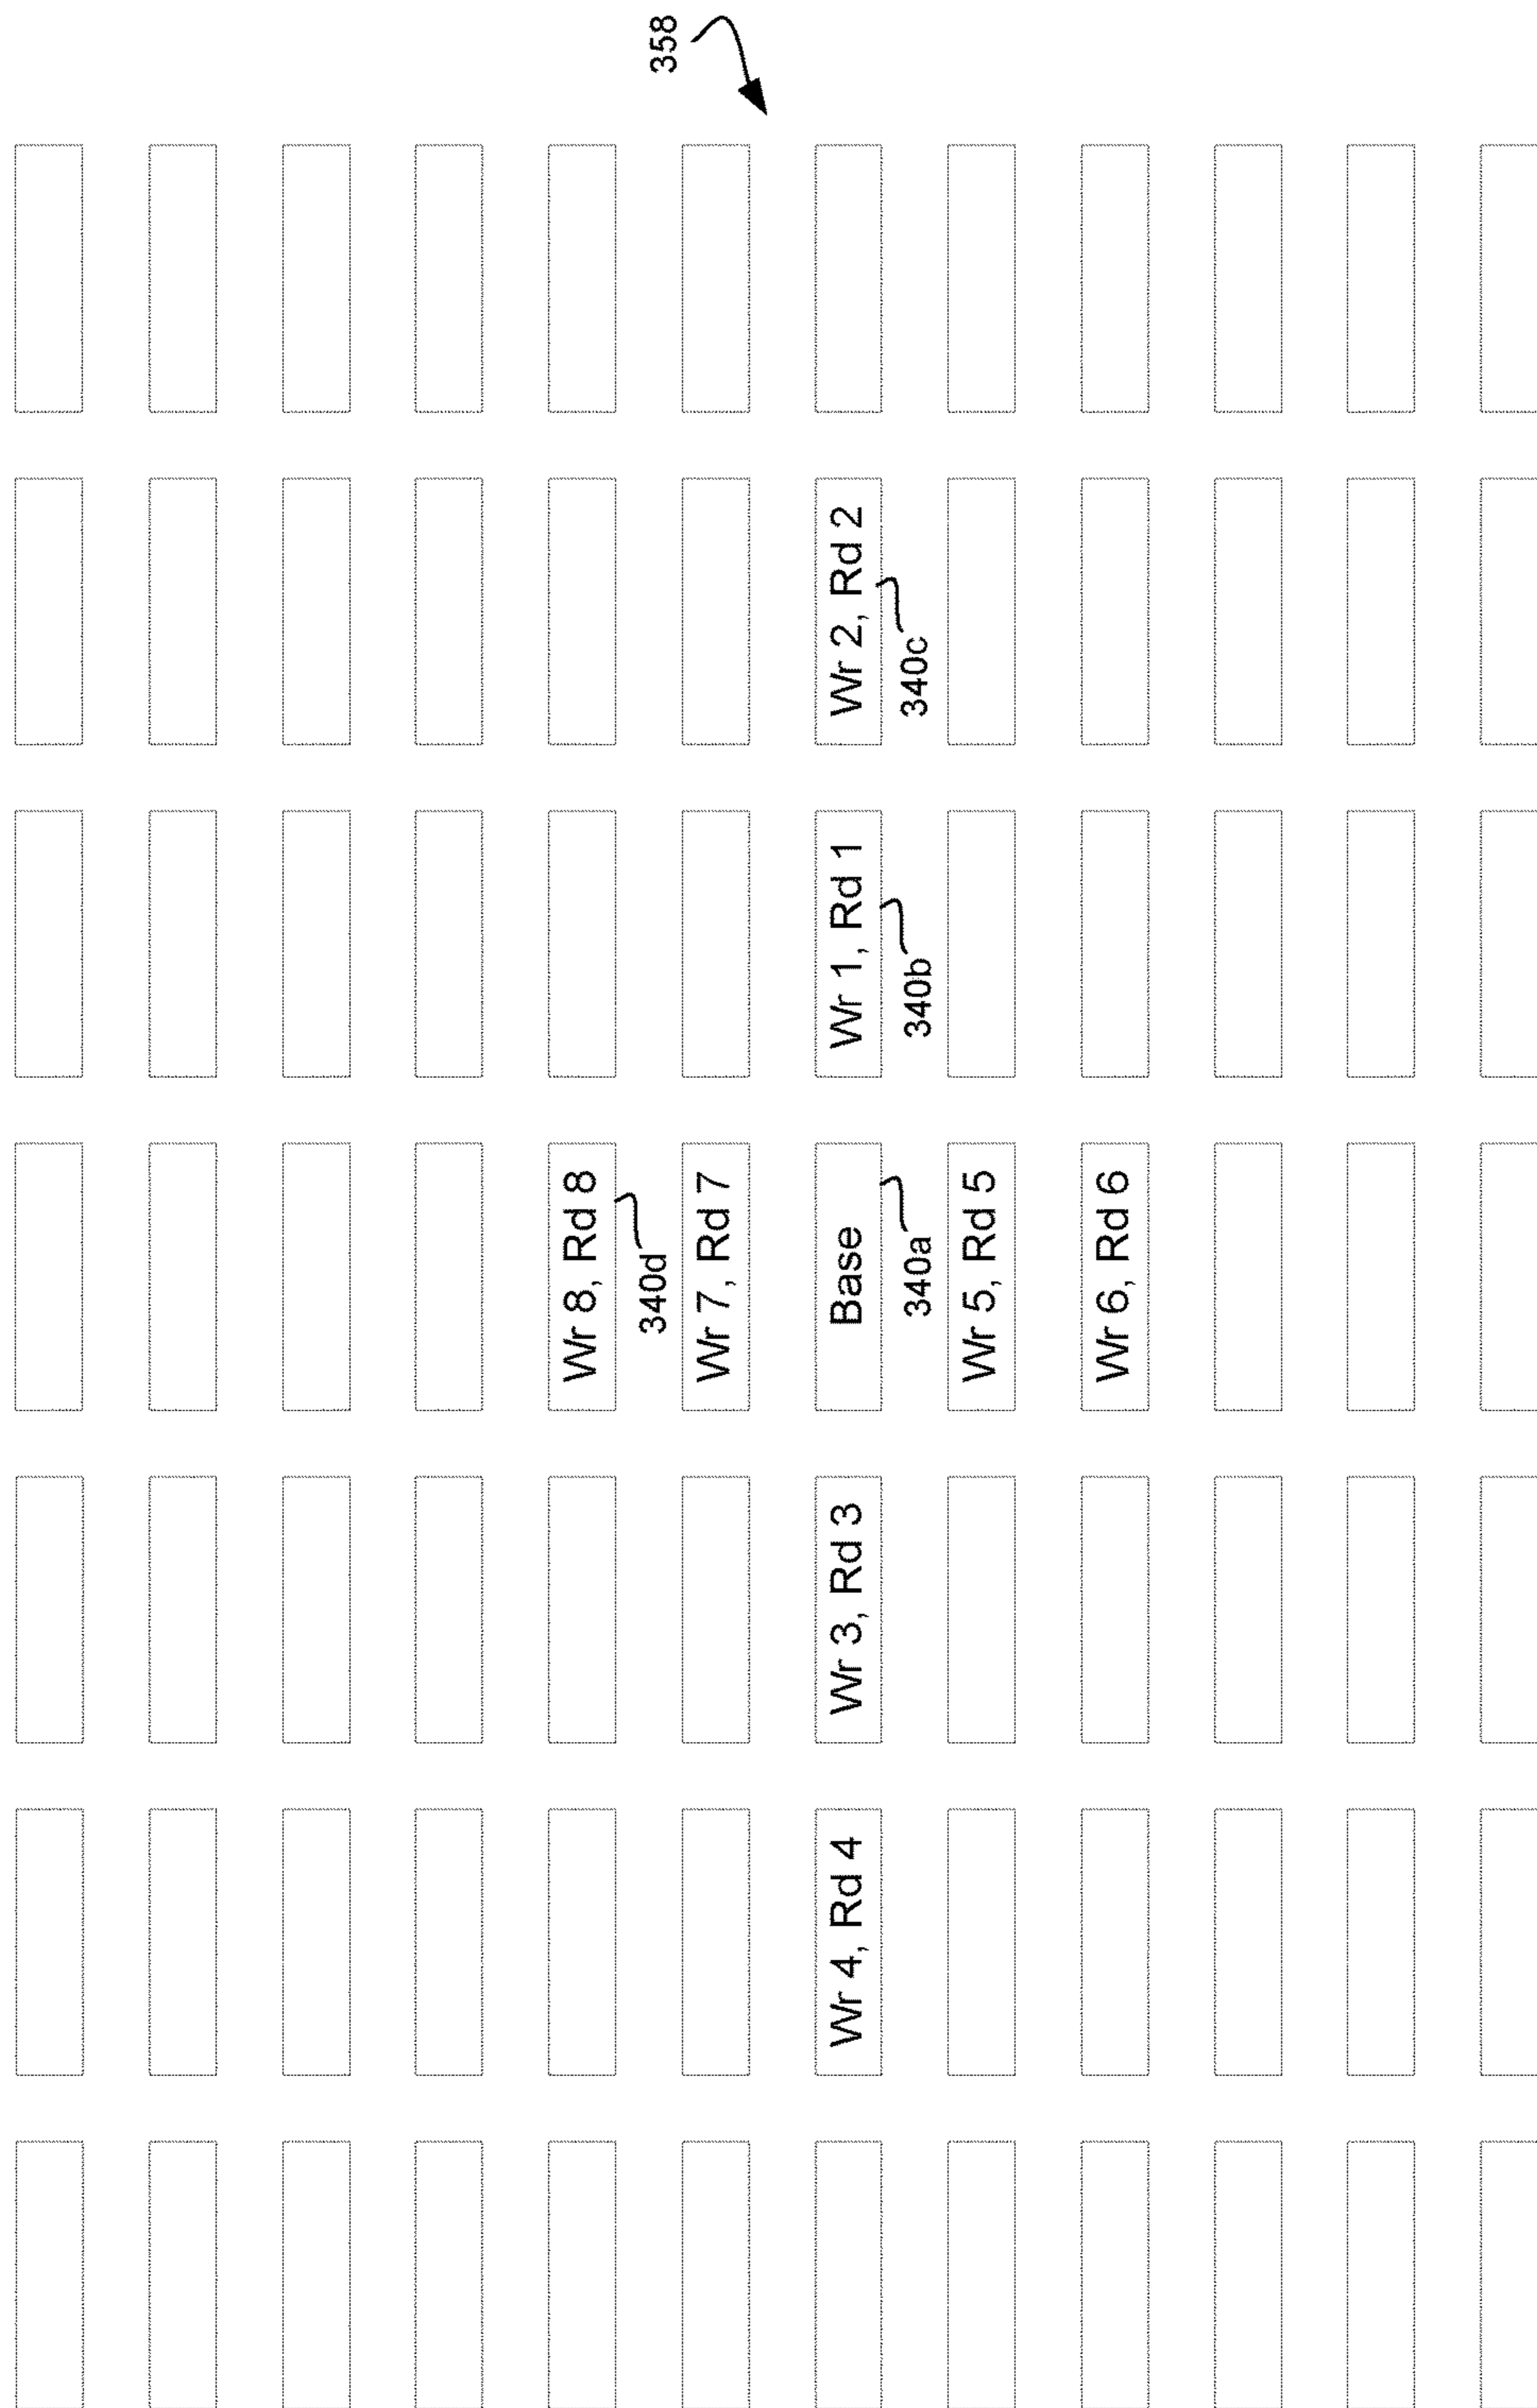 Wr 8, Rd 8
340d
358
Wr 7, Rd 7
Wr 4, Rd 4
Wr 3, Rd 3
Base
Wr 1, Rd 1
Wr 2, Rd 2
340a
340b
340c
Wr 5, Rd 5
Wr 6, Rd 6